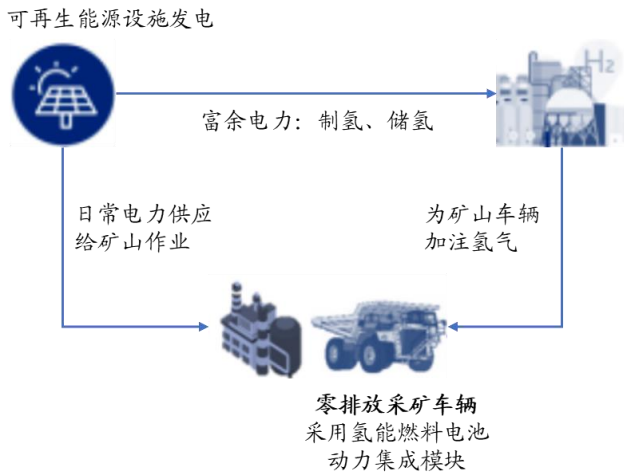 可再生能源设施发电
H2
富余电力：制氢、储氢
日常电力供应
给矿山作业
为矿山车辆
加注氢气
零排放采矿车辆
采用氢能燃料电池
动力集成模块